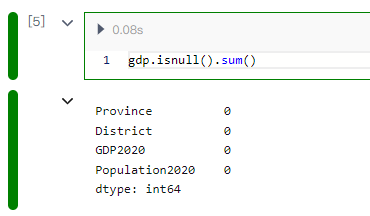 [5]
0.08s
1 gdp.isnull().sum()
Province 0
District 0
GDP2020 0
Population2020 0
dtype: int64